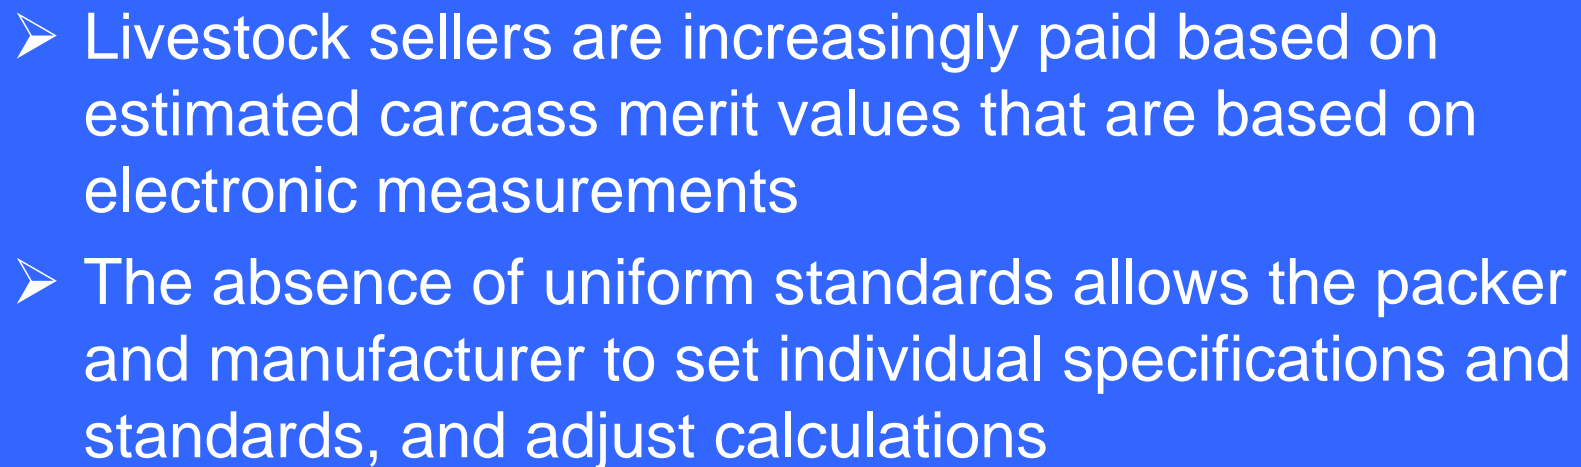 ➢ Livestock sellers are increasingly paid based on
estimated carcass merit values that are based on
electronic measurements
➢ The absence of uniform standards allows the packer
and manufacturer to set individual specifications and
standards, and adjust calculations